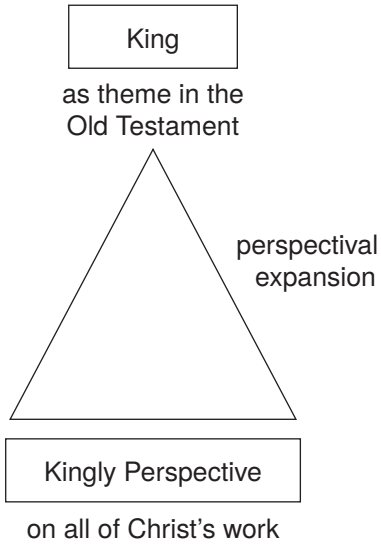 King
as theme in the
Old Testament
perspectival
expansion
Kingly Perspective
on all of Christ's work